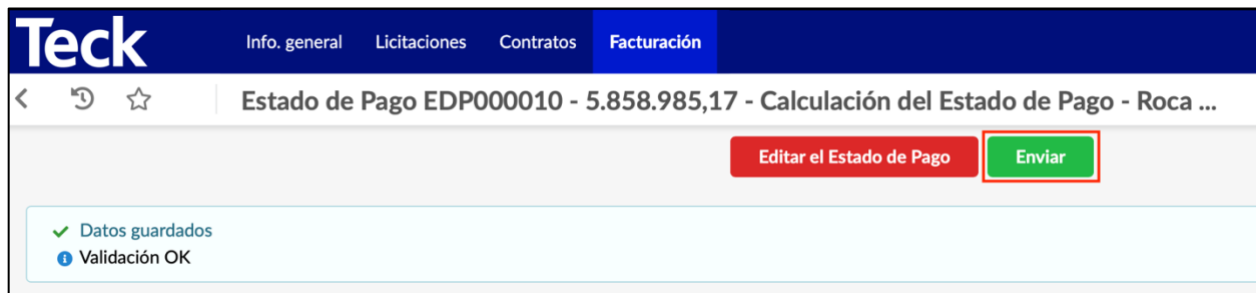 Teck
Info. general Licitaciones Contratos Facturación
Estado de Pago EDP000010 - 5.858.985,17 - Calculación del Estado de Pago - Roca ...
Editar el Estado de Pago Enviar
Datos guardados
Validación OK